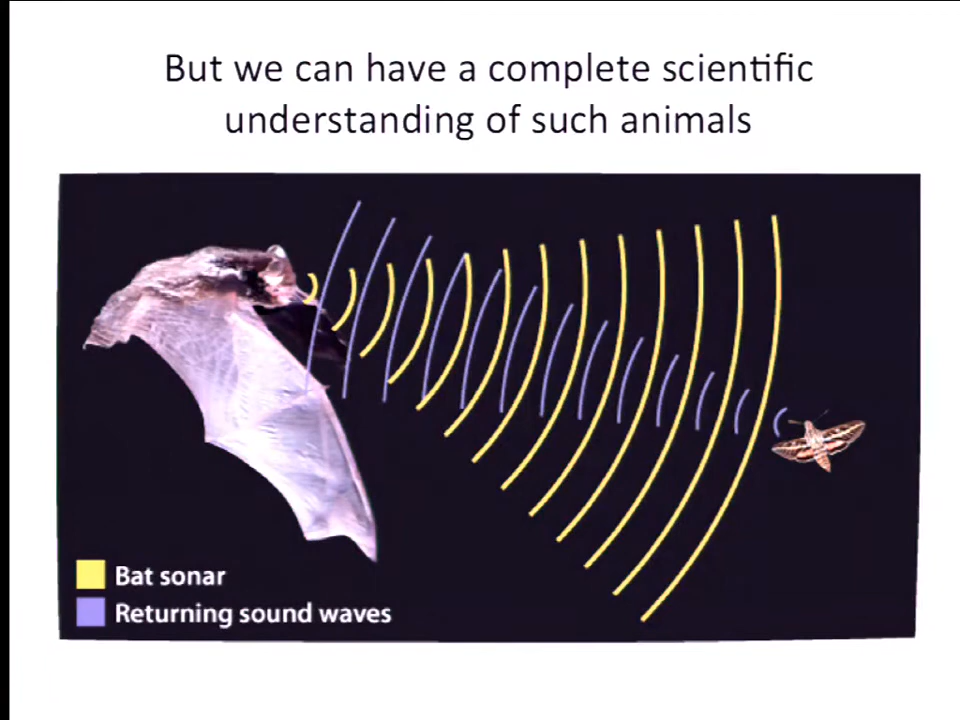 But we can have a complete scientific
understanding of such animals
Bat sonar
Returning sound waves